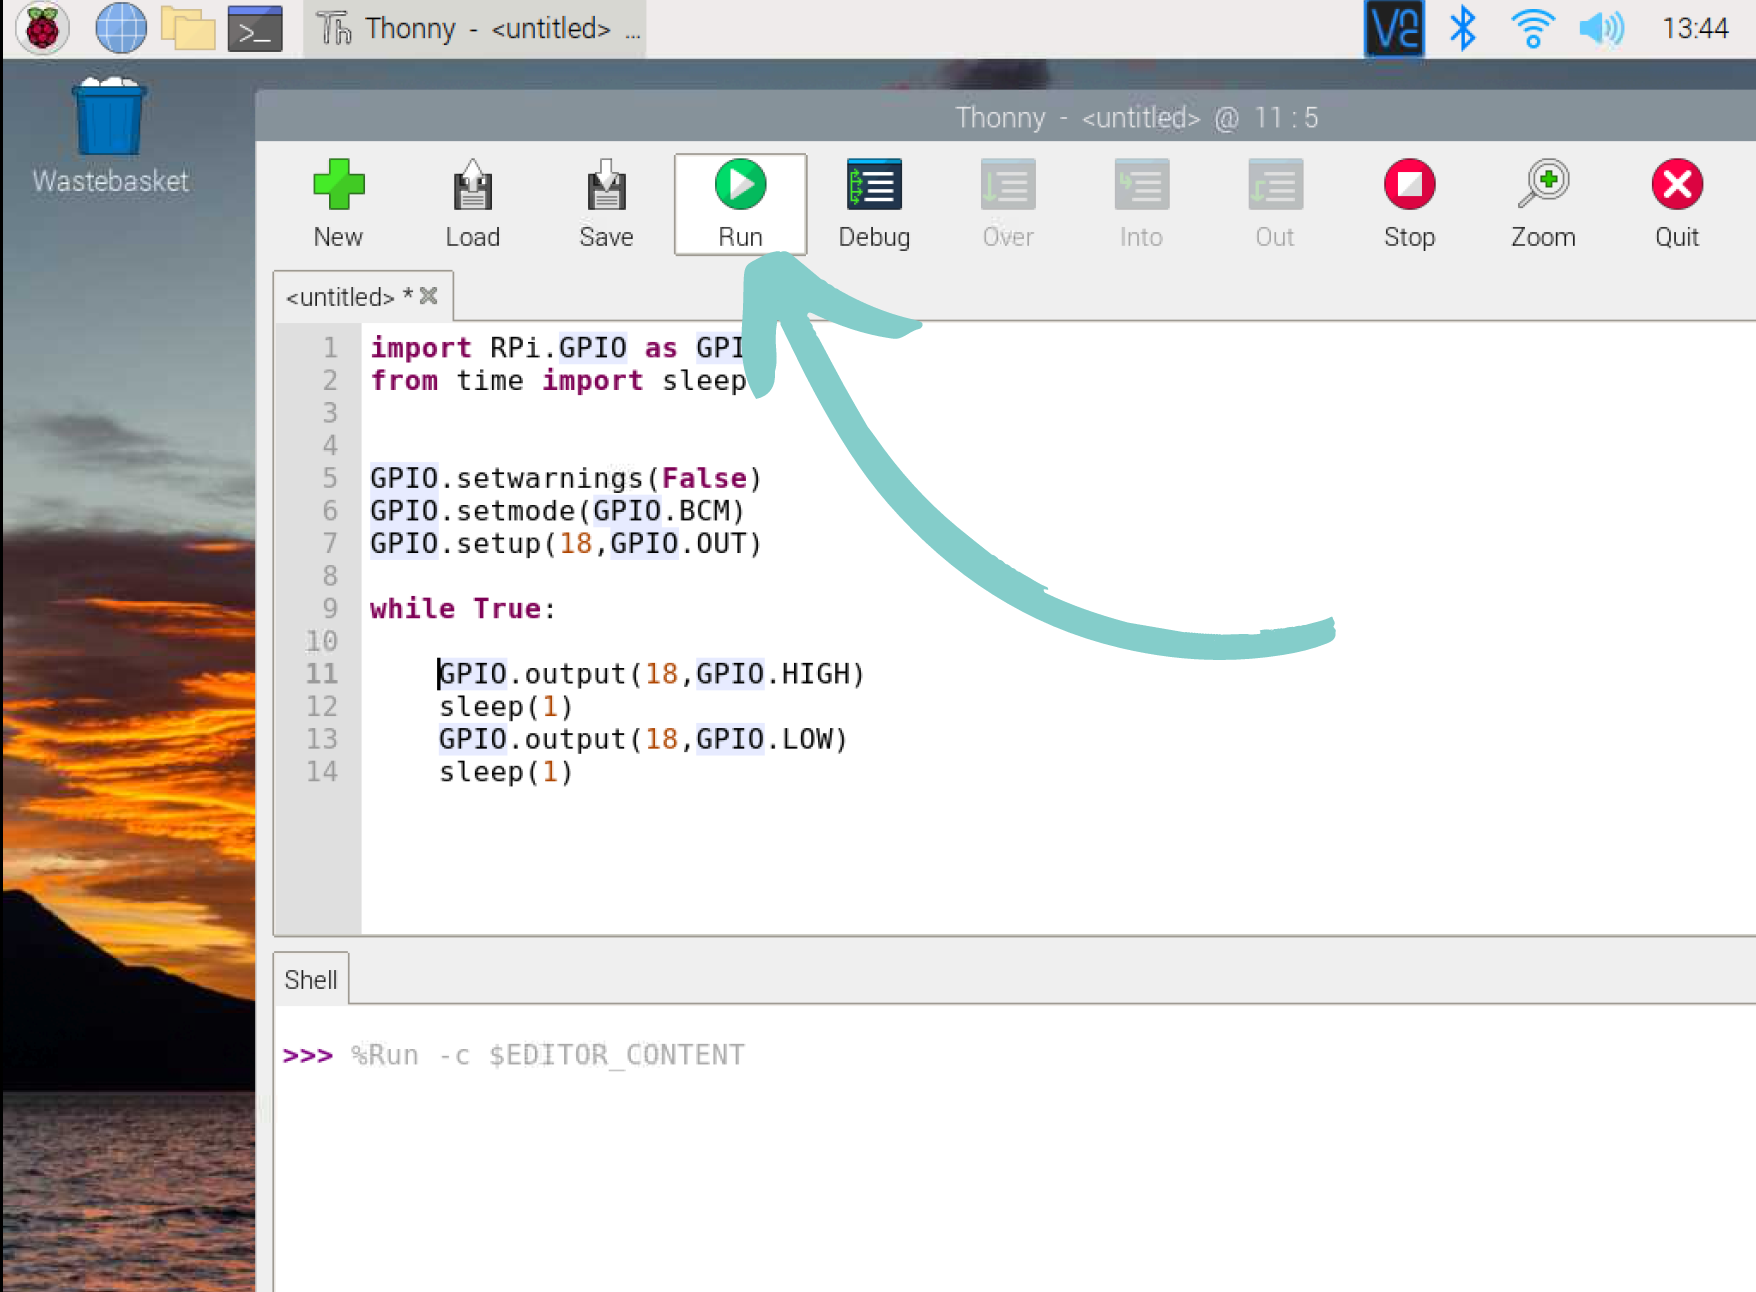 Thonny - <untitled> ...
13:44
Wastebasket
Thonny - <untitled> @ 11 : 5
New Load Save Run Debug Over Into Out Stop Zoom Quit
<untitled> *
1 import RPi.GPIO as GPI
2 from time import sleep
3
4
5 GPIO.setwarnings(False)
6 GPIO.setmode(GPIO.BCM)
7 GPIO.setup(18,GPIO.OUT)
8
9 while True:
10
11 GPIO.output(18,GPIO.HIGH)
12 sleep(1)
13 GPIO.output(18,GPIO.LOW)
14 sleep(1)
Shell
>>> %Run -c $EDITOR_CONTENT